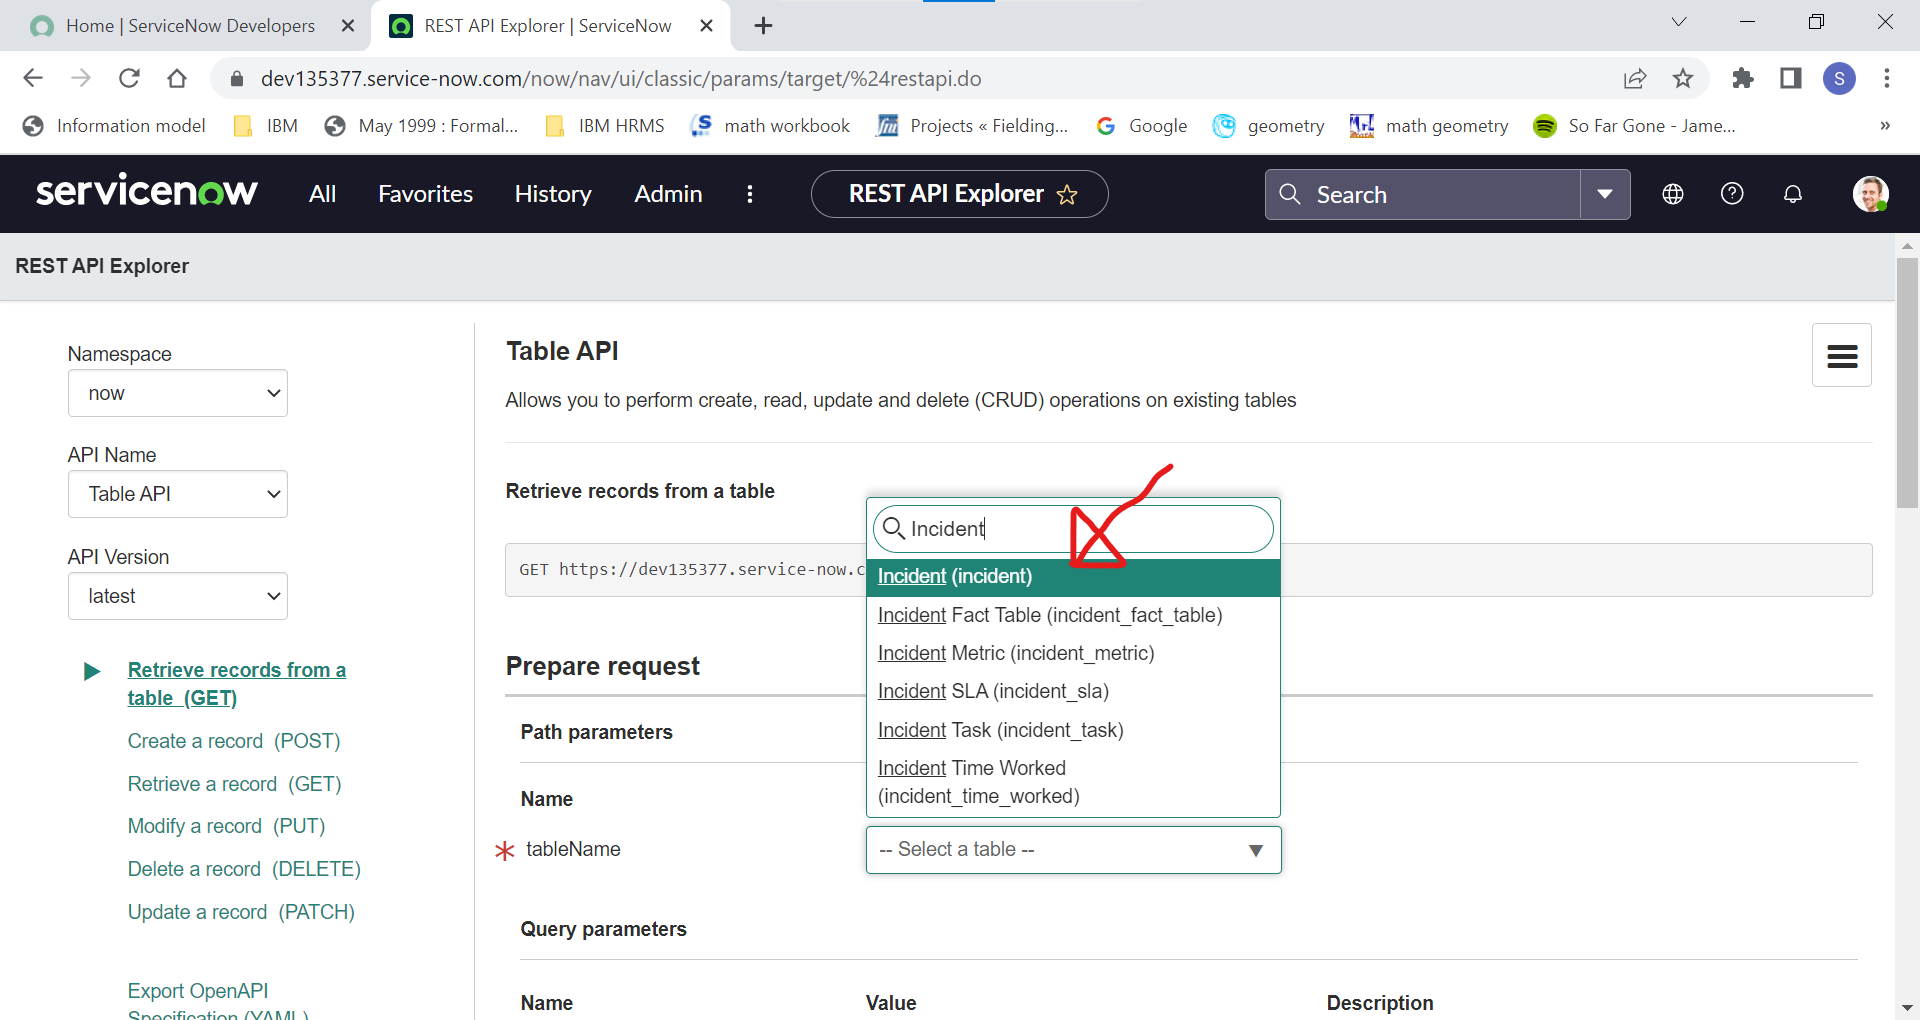 Home | ServiceNow Developers
REST API Explorer | ServiceNow
dev135377.service-now.com/now/nav/ui/classic/params/target/%24restapi.do
S
Information model
IBM
May 1999 : Formal...
IBM HRMS
math workbook
Projects « Fielding...
Google
geometry
math geometry
So Far Gone - Jame...
»
servicenow
All
Favorites
History
Admin
REST API Explorer
Search
REST API Explorer
Namespace
now
API Name
Table API
API Version
latest
Retrieve records from a
table (GET)
Create a record (POST)
Retrieve a record (GET)
Modify a record (PUT)
Delete a record (DELETE)
Update a record (PATCH)
Export OpenAPI
Specification (YAML)
Table API
Allows you to perform create, read, update and delete (CRUD) operations on existing tables
Retrieve records from a table
GET https://dev135377.service-now.c
Incident
Incident (incident)
Incident Fact Table (incident_fact_table)
Incident Metric (incident_metric)
Incident SLA (incident_sla)
Incident Task (incident_task)
Incident Time Worked
(incident_time_worked)
Prepare request
Path parameters
Name
* tableName
-- Select a table --
Query parameters
Name Value Description